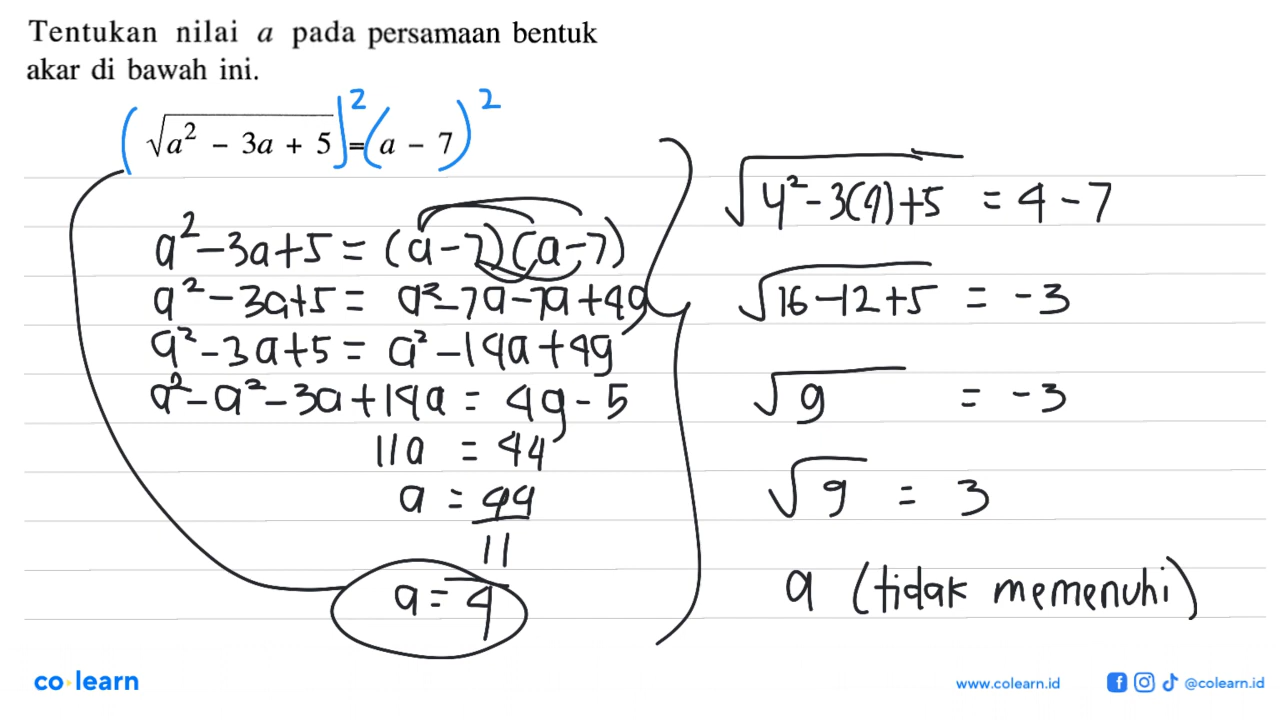 Tentukan nilai a pada persamaan bentuk
akar di bawah ini.
(√(a² - 3a + 5))² = (a - 7)²
a² - 3a + 5 = (a - 7)(a - 7)
a² - 3a + 5 = a² - 7a - 7a + 49
a² - 3a + 5 = a² - 14a + 49
a² - a² - 3a + 14a = 49 - 5
11a = 44
a = 44/11
a = 4
√(4² - 3(4) + 5) = 4 - 7
√(16 - 12 + 5) = -3
√9 = -3
√9 = 3
a (tidak memenuhi)
co learn
www.colearn.id
@colearn.id